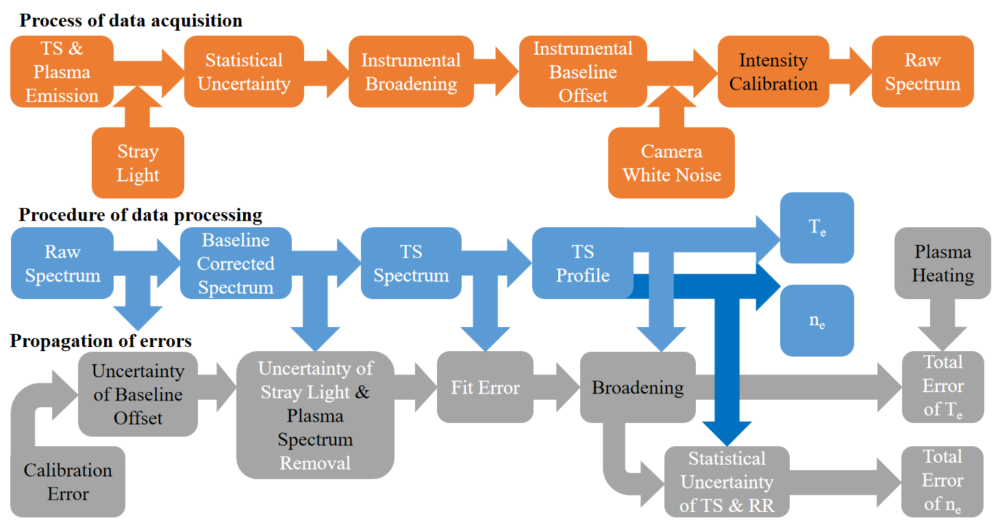 Process of data acquisition
TS &
Plasma
Emission
Statistical
Uncertainty
Instrumental
Broadening
Instrumental
Baseline
Offset
Intensity
Calibration
Raw
Spectrum
Stray
Light
Camera
White Noise
Procedure of data processing
Raw
Spectrum
Baseline
Corrected
Spectrum
TS
Spectrum
TS
Profile
Te
ne
Plasma
Heating
Propagation of errors
Calibration
Error
Uncertainty
of Baseline
Offset
Uncertainty of
Stray Light &
Plasma
Spectrum
Removal
Fit Error
Broadening
Total
Error
of Te
Statistical
Uncertainty
of TS & RR
Total
Error
of ne